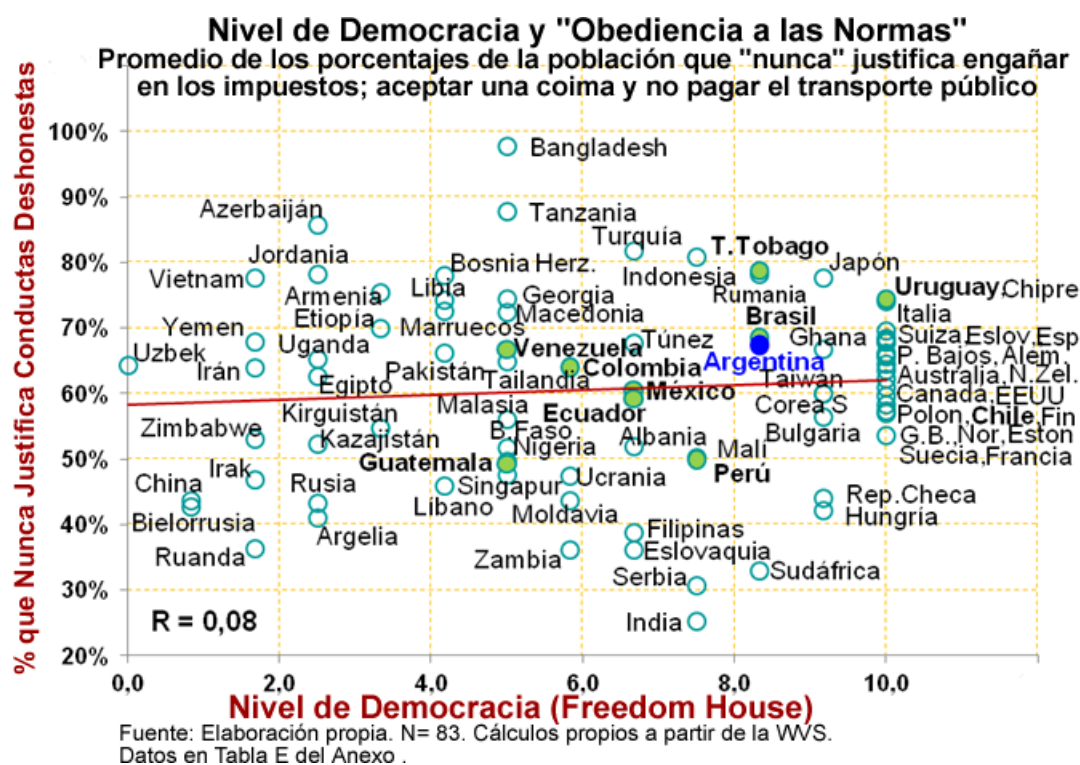 Nivel de Democracia y "Obediencia a las Normas"
Promedio de los porcentajes de la población que "nunca" justifica engañar
en los impuestos; aceptar una coima y no pagar el transporte público
% que Nunca Justifica Conductas Deshonestas
100%
90%
80%
70%
60%
50%
40%
30%
20%
Bangladesh
Azerbaiján
Tanzania
Turquía
T.Tobago
Jordania
Bosnia Herz.
Japón
Vietnam
Indonesia
Libia
Armenia
Georgia
Rumania
Uruguay,Chipre
Etiopía
Macedonia
Brasil
Italia
Yemen
Marruecos
Túnez
Ghana
Suiza,Eslov,Esp
Uganda
Venezuela
Uzbek
Argentina
P. Bajos,Alem,
Irán
Pakistán
Colombia
Tailandia
Taiwan
Australia,N.Zel.
Egipto
México
Canada,EEUU
Malasia
Corea S
Kirguistán
Ecuador
Polon,Chile,Fin
Zimbabwe
B.Faso
Kazajistán
Nigeria
Albania
Bulgaria
G.B.,Nor,Eston
Guatemala
Malí
Suecia,Francia
Irak
Perú
China
Rusia
Singapur
Ucrania
Rep.Checa
Líbano
Moldavia
Bielorrusia
Hungría
Argelia
Filipinas
Ruanda
Zambia
Eslovaquia
Serbia
Sudáfrica
R = 0,08
India
0,0 2,0 4,0 6,0 8,0 10,0
Nivel de Democracia (Freedom House)
Fuente: Elaboración propia. N= 83. Cálculos propios a partir de la WVS.
Datos en Tabla E del Anexo .